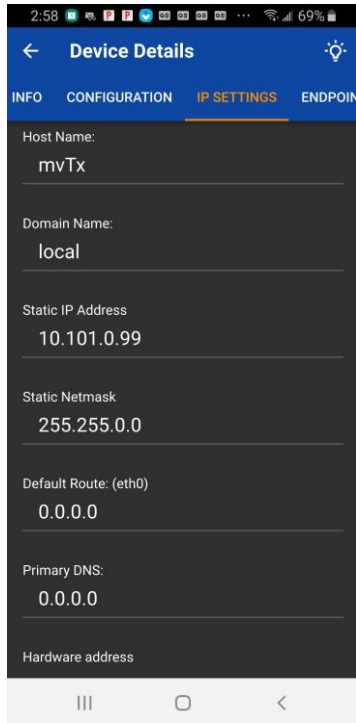 2:58 69%
Device Details
INFO CONFIGURATION IP SETTINGS ENDPOIN
Host Name:
mvTx
Domain Name:
local
Static IP Address
10.101.0.99
Static Netmask
255.255.0.0
Default Route: (eth0)
0.0.0.0
Primary DNS:
0.0.0.0
Hardware address